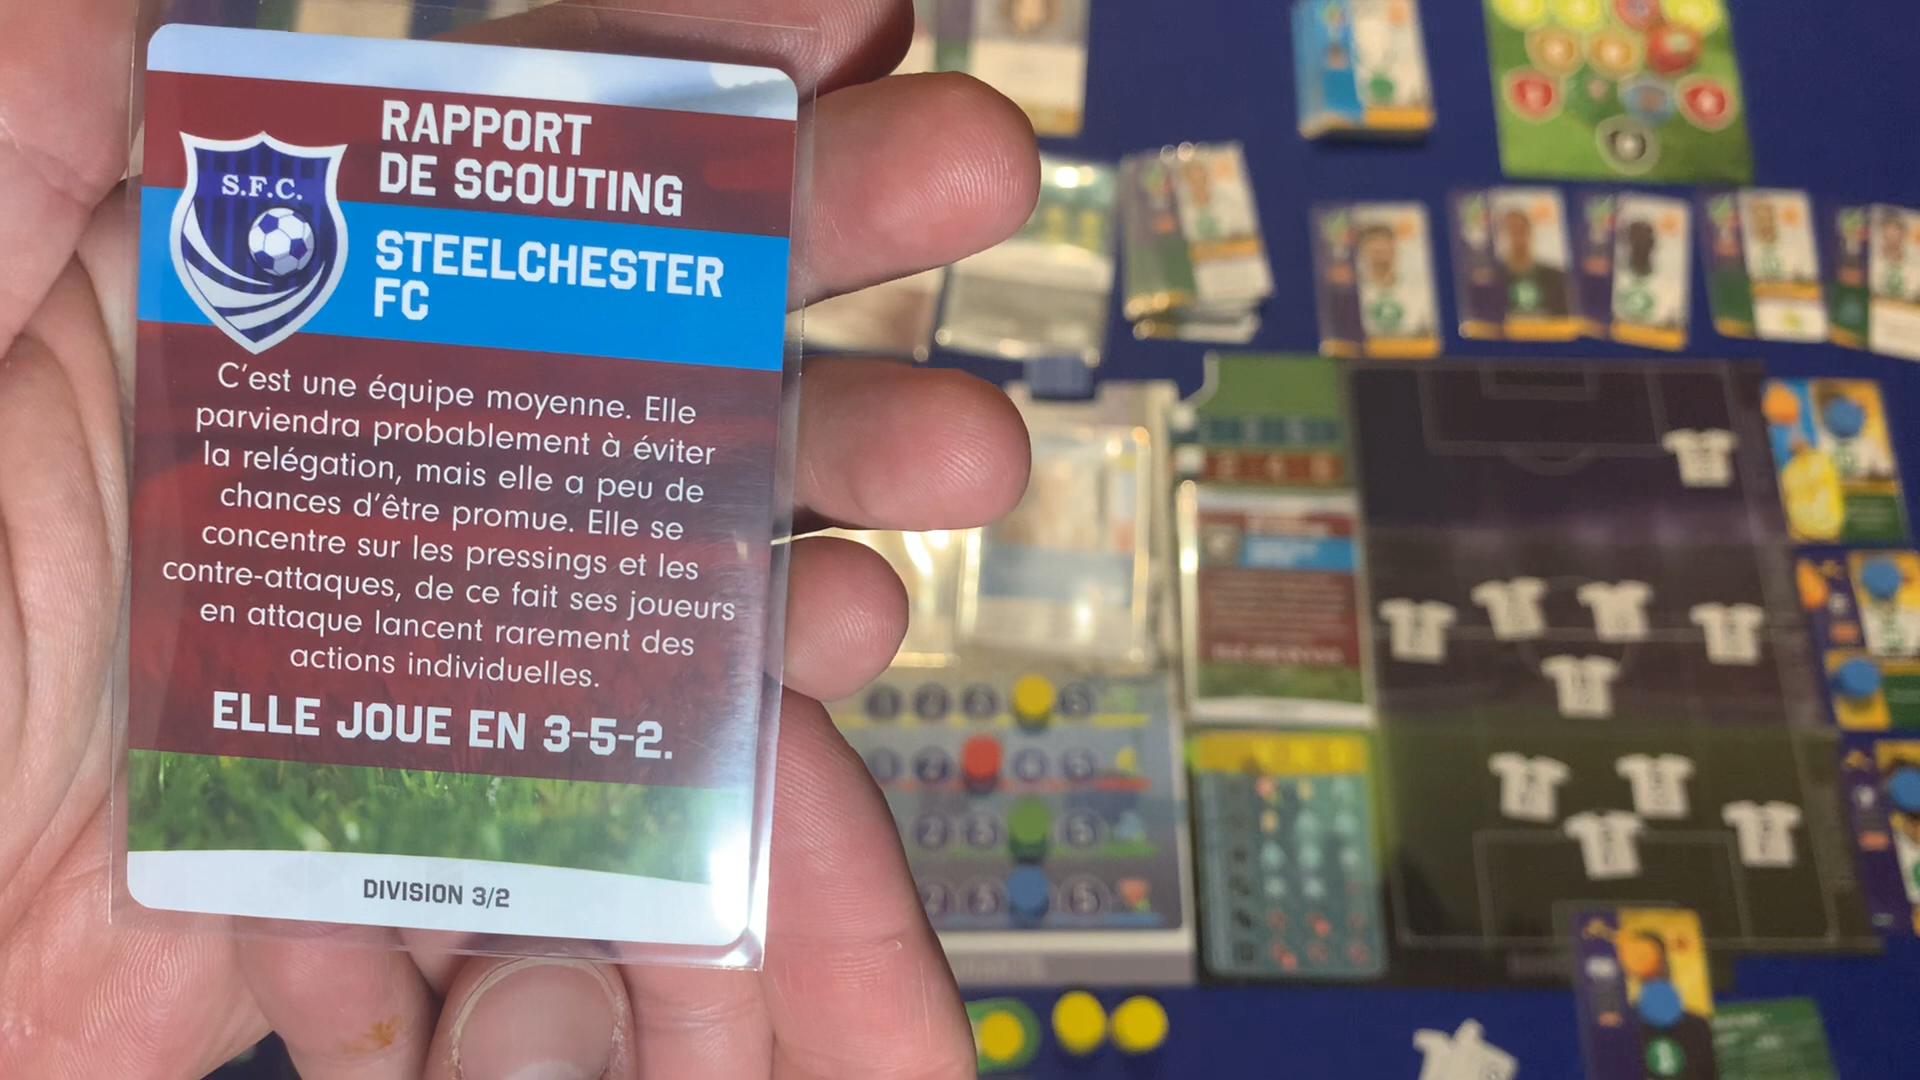 RAPPORT
DE SCOUTING
S.F.C.
STEELCHESTER
FC
C'est une équipe moyenne. Elle
parviendra probablement à éviter
la relégation, mais elle a peu de
chances d'être promue. Elle se
concentre sur les pressings et les
contre-attaques, de ce fait ses joueurs
en attaque lancent rarement des
actions individuelles.
ELLE JOUE EN 3-5-2.
DIVISION 3/2